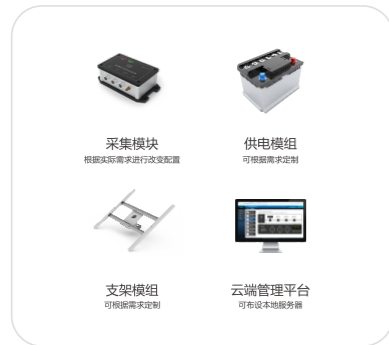 采集模块
根据实际需求进行改变配置
供电模组
可根据需求定制
支架模组
可根据需求定制
云端管理平台
可布设本地服务器